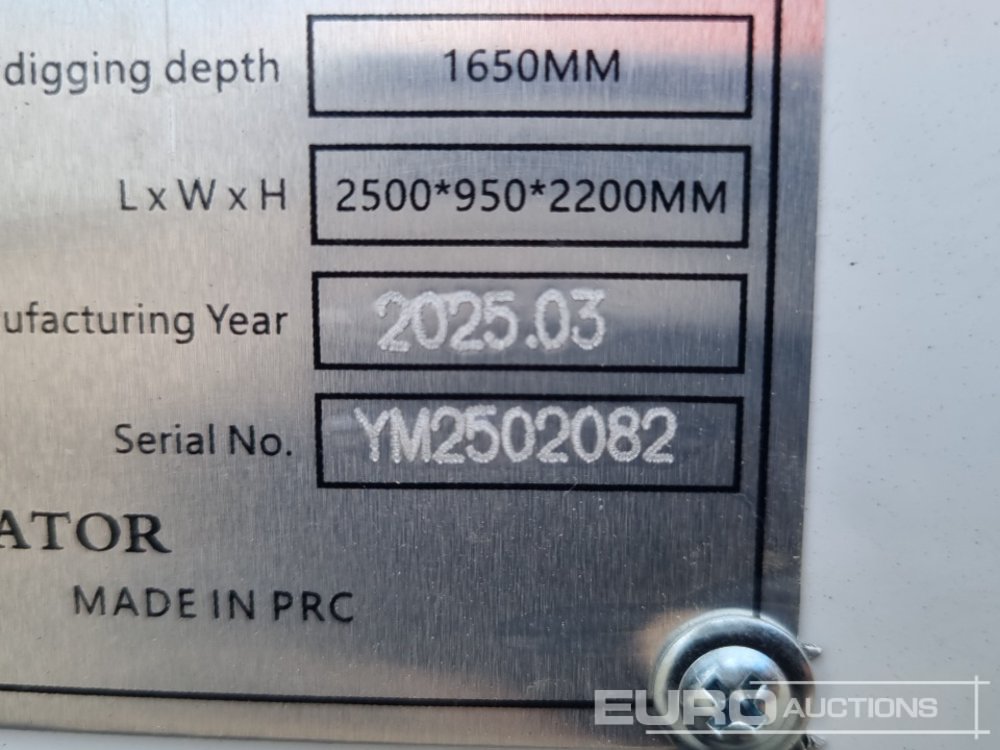 digging depth 1650MM
L x W x H 2500*950*2200MM
ufacturing Year 2025.03
Serial No. YM2502082
ATOR
MADE IN PRC
EURO AUCTIONS